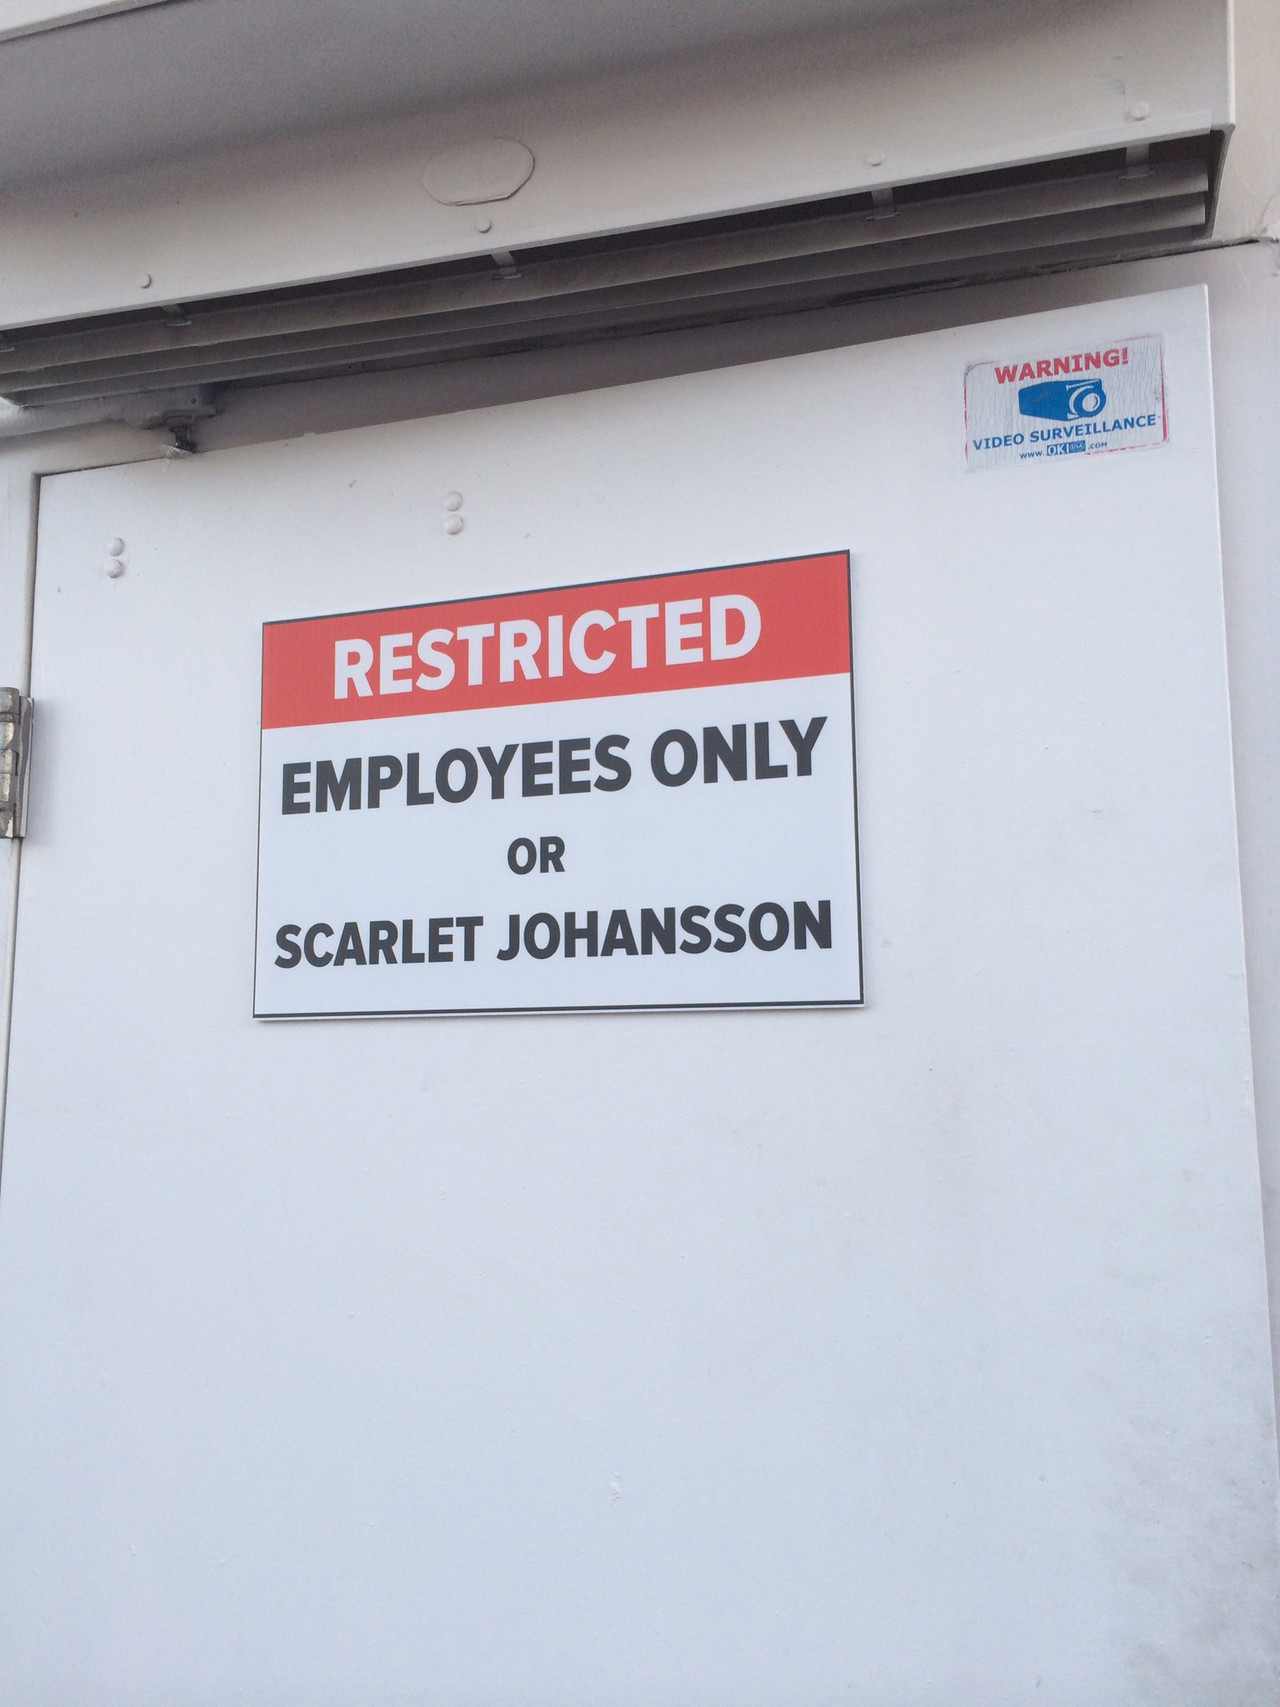 WARNING!
VIDEO SURVEILLANCE
RESTRICTED
EMPLOYEES ONLY
OR
SCARLET JOHANSSON